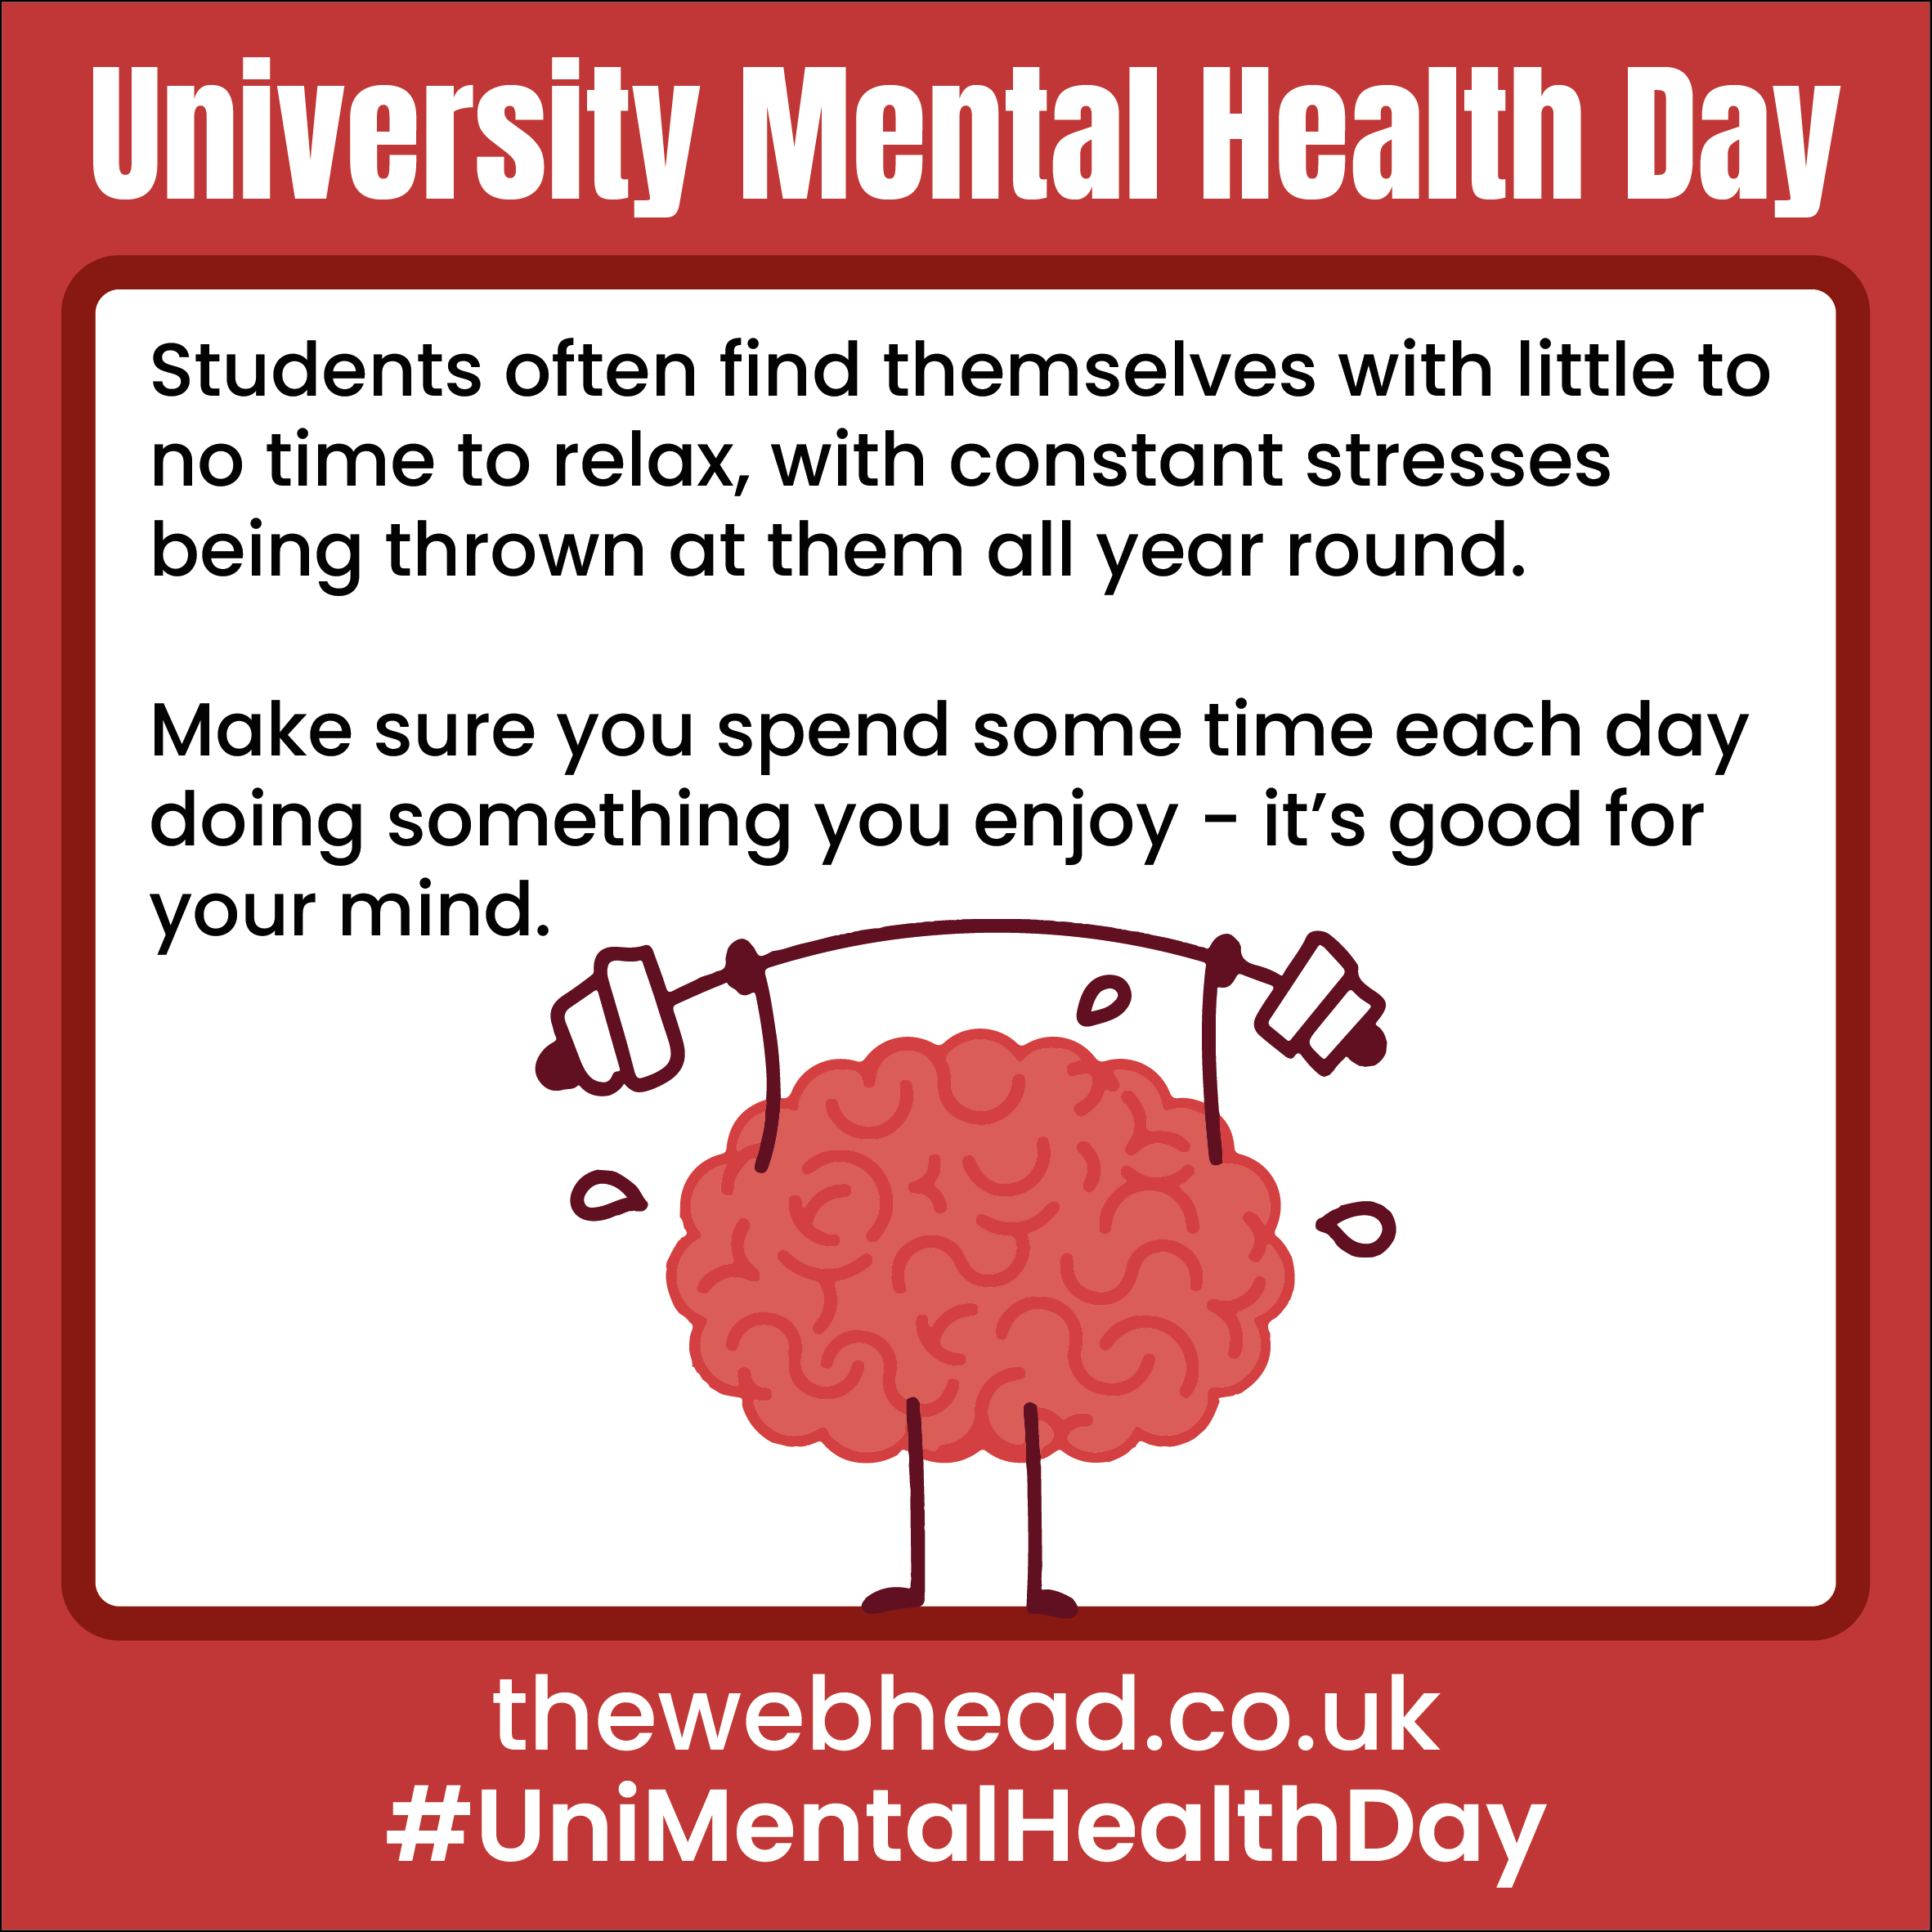 University Mental Health Day
Students often find themselves with little to
no time to relax, with constant stresses
being thrown at them all year round.
Make sure you spend some time each day
doing something you enjoy – it’s good for
your mind.
thewebhead.co.uk
#UniMentalHealthDay